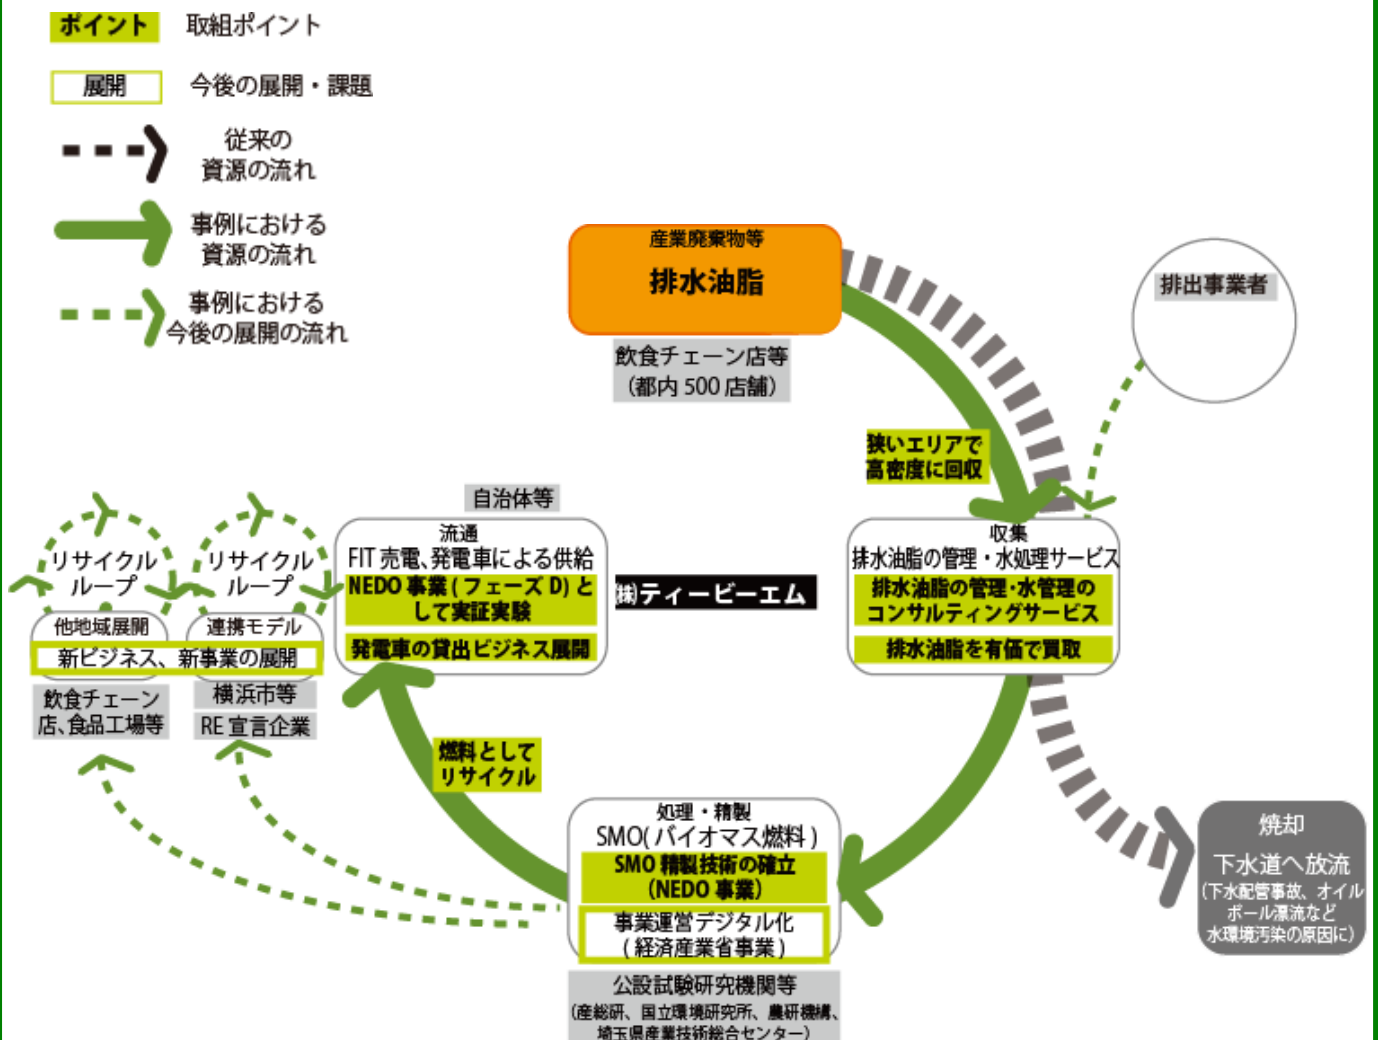 ポイント 取組ポイント
展開 今後の展開・課題
従来の
資源の流れ
事例における
資源の流れ
事例における
今後の展開の流れ
産業廃棄物等
排水油脂
飲食チェーン店等
（都内 500 店舗）
排出事業者
狭いエリアで
高密度に回収
収集
排水油脂の管理・水処理サービス
排水油脂の管理・水管理の
コンサルティングサービス
排水油脂を有価で買取
㈱ティービーエム
自治体等
流通
FIT 売電、発電車による供給
NEDO 事業 ( フェーズ D) と
して実証実験
発電車の貸出ビジネス展開
リサイクル
ループ
リサイクル
ループ
他地域展開
連携モデル
新ビジネス、新事業の展開
飲食チェーン
店、食品工場等
横浜市等
RE 宣言企業
燃料として
リサイクル
処理・精製
SMO( バイオマス燃料 )
SMO 精製技術の確立
（NEDO 事業）
事業運営デジタル化
( 経済産業省事業 )
公設試験研究機関等
（産総研、国立環境研究所、農研機構、
埼玉県産業技術総合センター）
焼却
下水道へ放流
（下水配管事故、オイル
ボール漂流など
水環境汚染の原因に）